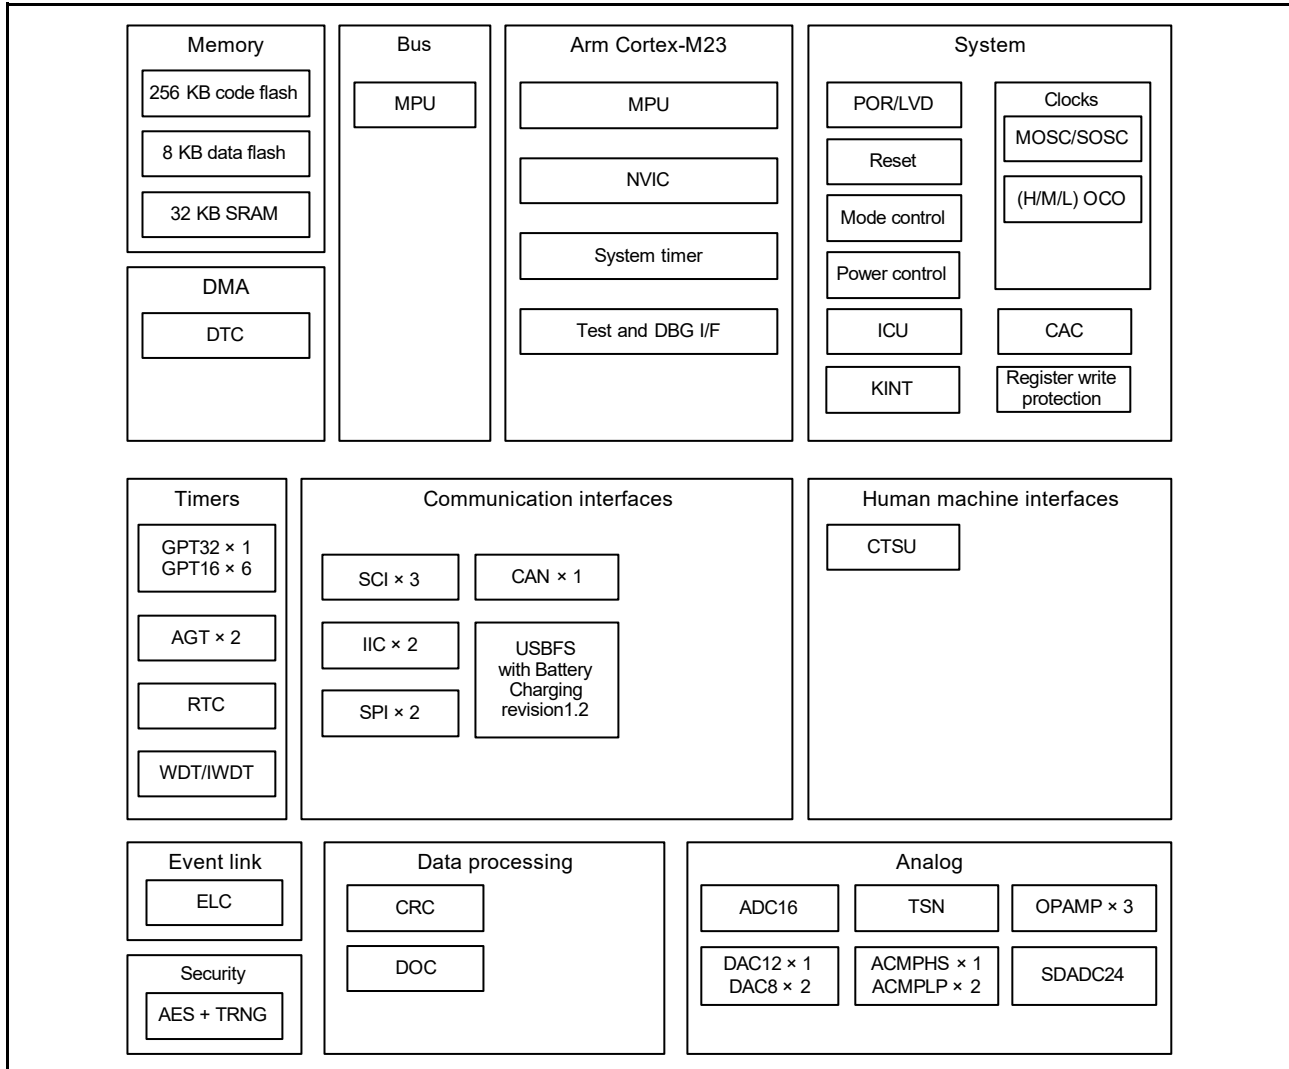 Memory
256 KB code flash
8 KB data flash
32 KB SRAM
DMA
DTC
Bus
MPU
Arm Cortex-M23
MPU
NVIC
System timer
Test and DBG I/F
System
POR/LVD
Reset
Mode control
Power control
ICU
KINT
Clocks
MOSC/SOSC
(H/M/L) OCO
CAC
Register write
protection
Timers
GPT32 × 1
GPT16 × 6
AGT × 2
RTC
WDT/IWDT
Communication interfaces
SCI × 3
IIC × 2
SPI × 2
CAN × 1
USBFS
with Battery
Charging
revision1.2
Human machine interfaces
CTSU
Event link
ELC
Security
AES + TRNG
Data processing
CRC
DOC
Analog
ADC16
TSN
OPAMP × 3
DAC12 × 1
DAC8 × 2
ACMPHS × 1
ACMPLP × 2
SDADC24